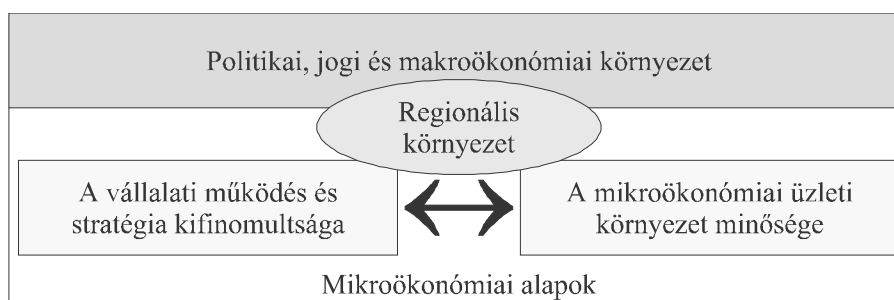 Politikai, jogi és makroökonómiai környezet
Regionális
környezet
A vállalati működés és
stratégia kifinomultsága
A mikroökonómiai üzleti
környezet minősége
Mikroökonómiai alapok